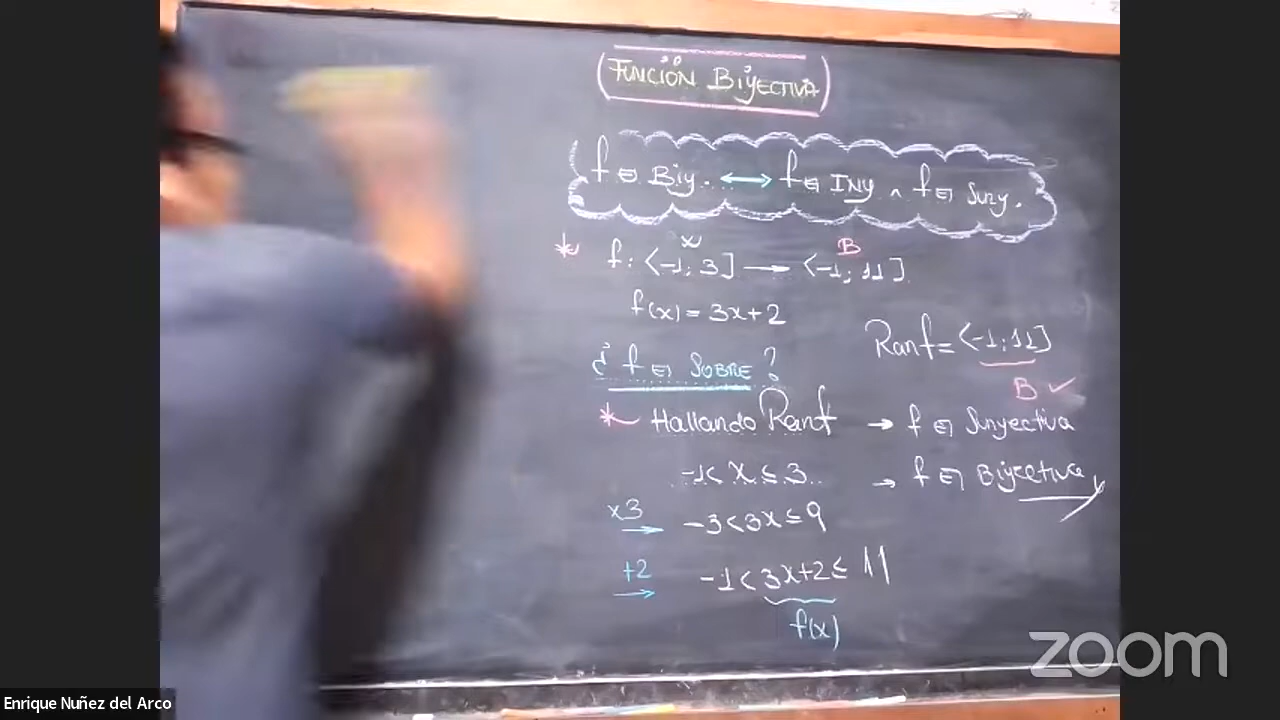 FUNCIÓN BIYECTIVA
f es Biy. ↔ f es INY ∧ f es Sury.
* f: <-1; 3] → <-1; 11]
B
f(x) = 3x+2
Ranf = <-1; 11]
B ✓
¿ f es SOBRE ?
* Hallando Ranf → f es Suryectiva
-1 < x ≤ 3 → f es Biyectiva
x3 → -3 < 3x ≤ 9
+2 → -1 < 3x+2 ≤ 11
f(x)
zoom
Enrique Nuñez del Arco